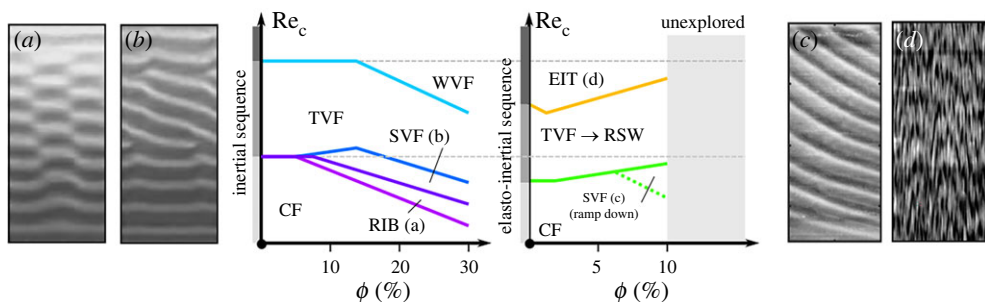 (a)
(b)
inertial sequence
Re_c
WVF
TVF
SVF (b)
CF
RIB (a)
10
20
30
ϕ (%)
elasto-inertial sequence
Re_c
unexplored
EIT (d)
TVF → RSW
SVF (c)
(ramp down)
CF
5
10
ϕ (%)
(c)
(d)